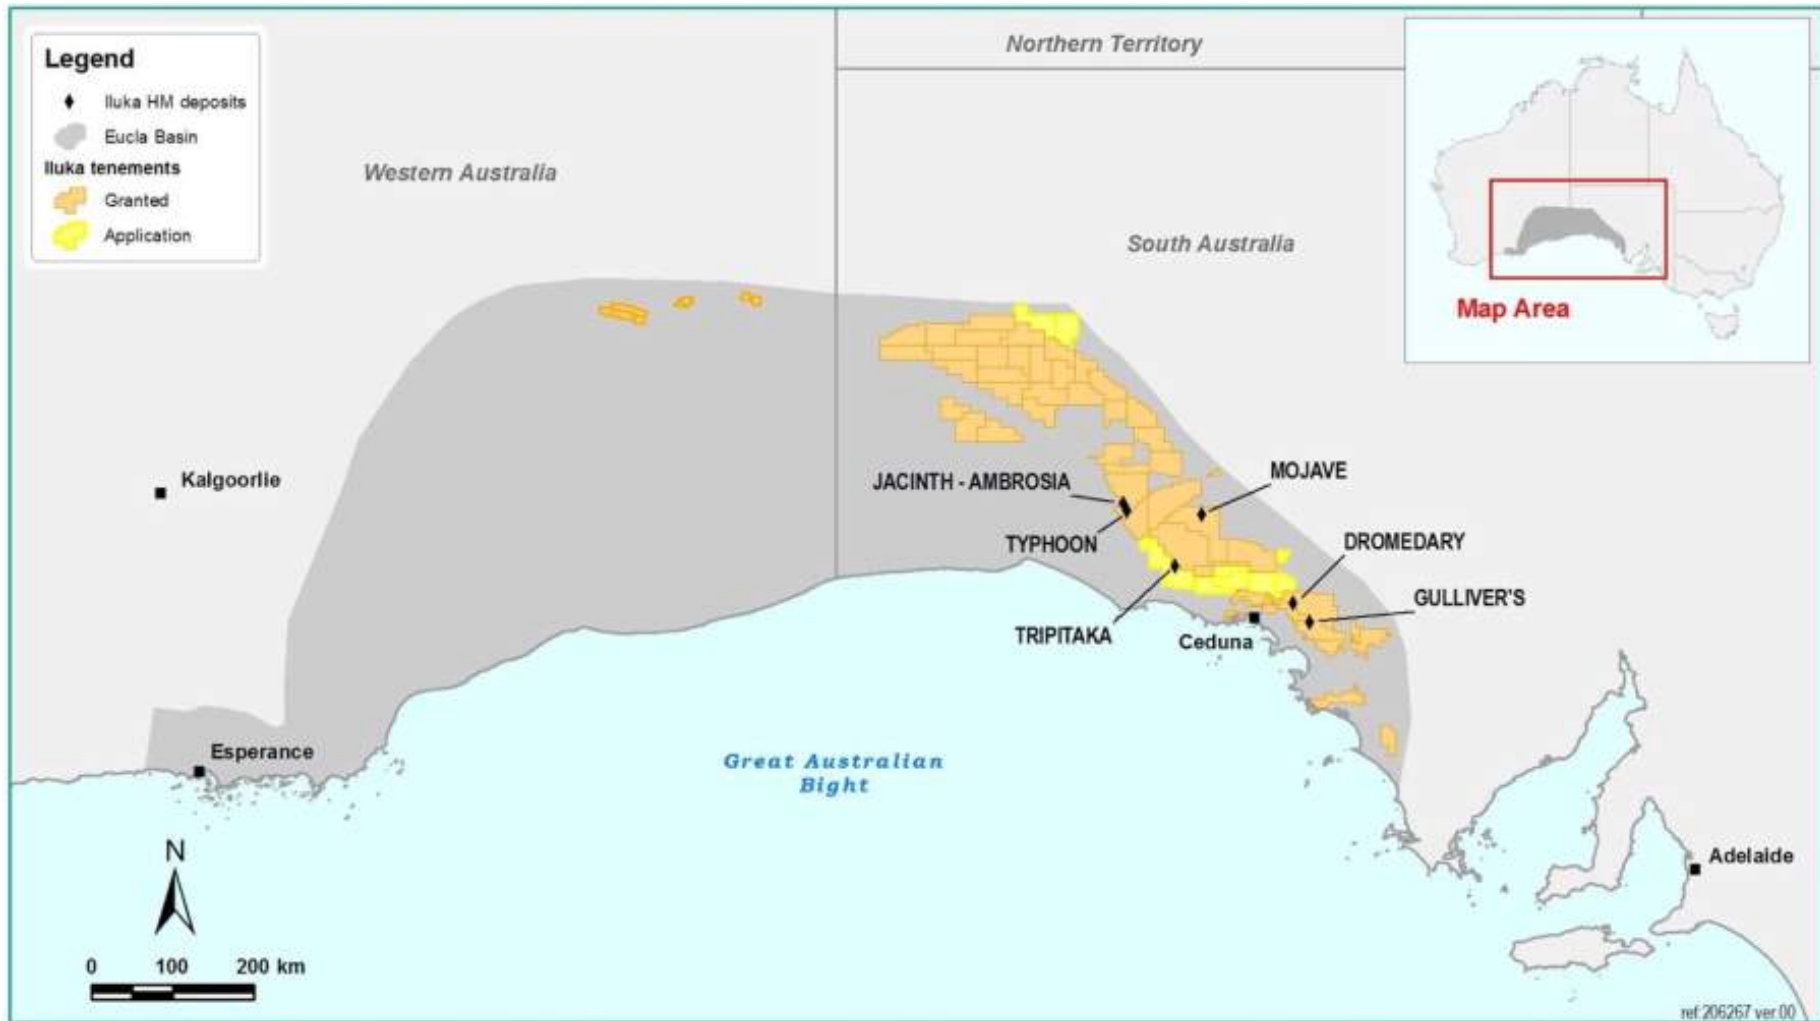 Northern Territory
Legend
Iluka HM deposits
Eucla Basin
Iluka tenements
Granted
Application
Western Australia
South Australia
Map Area
Kalgoorlie
JACINTH - AMBROSIA
MOJAVE
TYPHOON
DROMEDARY
GULLIVER'S
TRIPITAKA
Ceduna
Esperance
Great Australian
Bight
Adelaide
N
0 100 200 km
ref:206267 ver:00